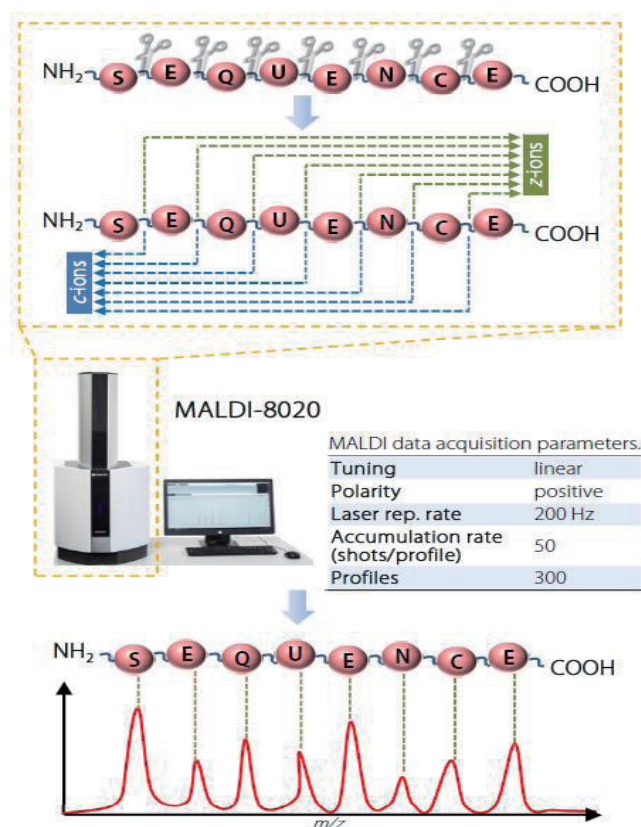 NH2 S E Q U E N C E COOH
z-ions
NH2 S E Q U E N C E COOH
c-ions
MALDI-8020
MALDI data acquisition parameters.
Tuning linear
Polarity positive
Laser rep. rate 200 Hz
Accumulation rate
(shots/profile) 50
Profiles 300
NH2 S E Q U E N C E COOH
m/z